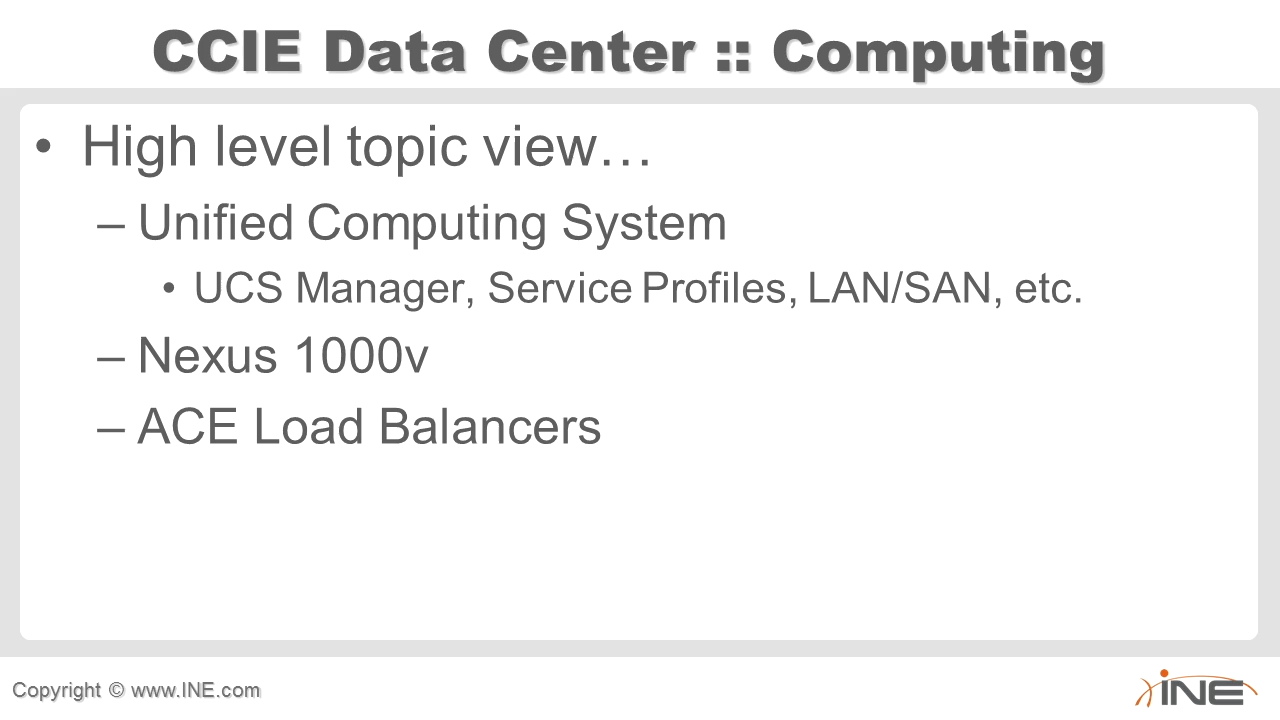 CCIE Data Center :: Computing
• High level topic view…
– Unified Computing System
• UCS Manager, Service Profiles, LAN/SAN, etc.
– Nexus 1000v
– ACE Load Balancers
Copyright © www.INE.com
INE